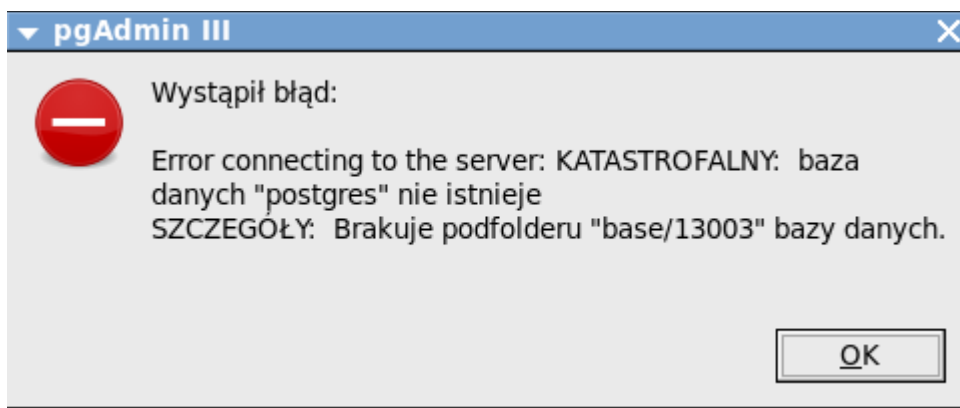 pgAdmin III
Wystąpił błąd:
Error connecting to the server: KATASTROFALNY:  baza
danych "postgres" nie istnieje
SZCZEGÓŁY:  Brakuje podfolderu "base/13003" bazy danych.
OK